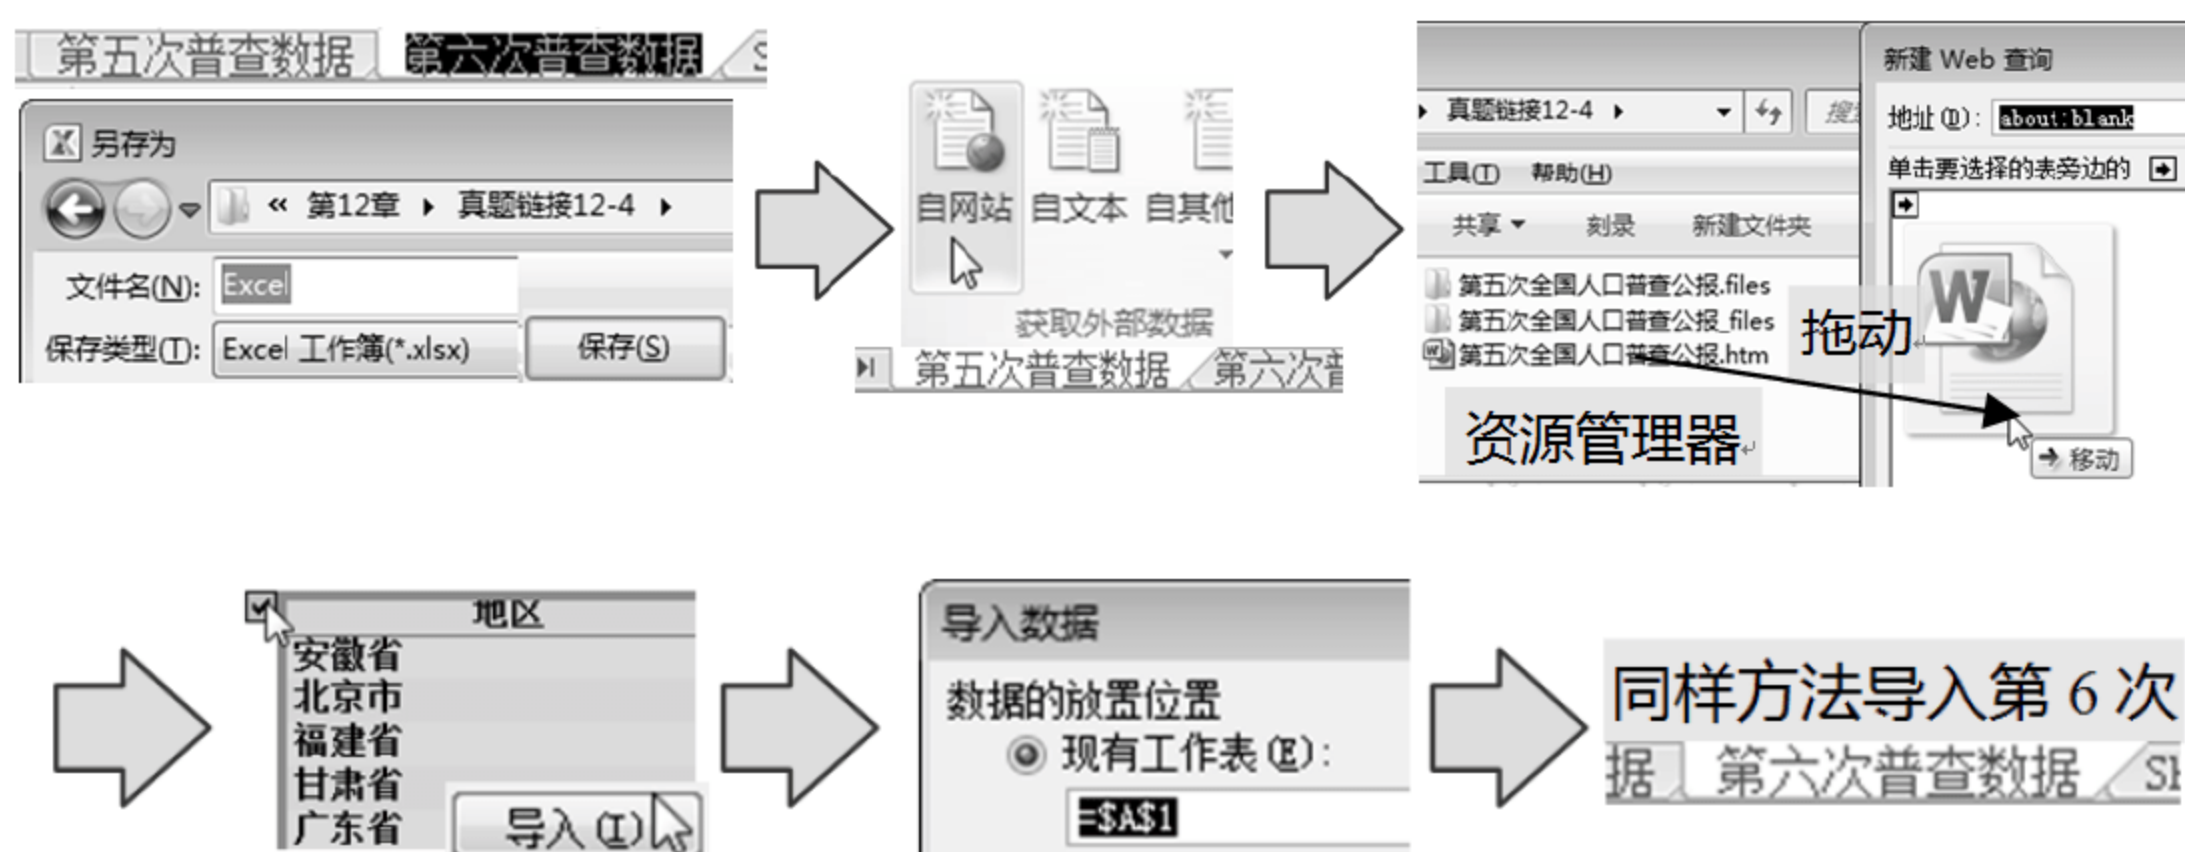 第五次普查数据 第六次普查数据 S
另存为
« 第12章 真题链接12-4
文件名(N): Excel
保存类型(T): Excel 工作簿(*.xlsx) 保存(S)
自网站 自文本 自其他
获取外部数据
第五次普查数据 第六次普
真题链接12-4 搜
工具(T) 帮助(H)
共享 刻录 新建文件夹
第五次全国人口普查公报.files
第五次全国人口普查公报_files
第五次全国人口普查公报.htm
资源管理器
新建 Web 查询
地址(D): about:blank
单击要选择的表旁边的
拖动
移动
地区
安徽省
北京市
福建省
甘肃省
广东省
导入(I)
导入数据
数据的放置位置
现有工作表(E):
=$A$1
同样方法导入第 6 次
据 第六次普查数据 Sh